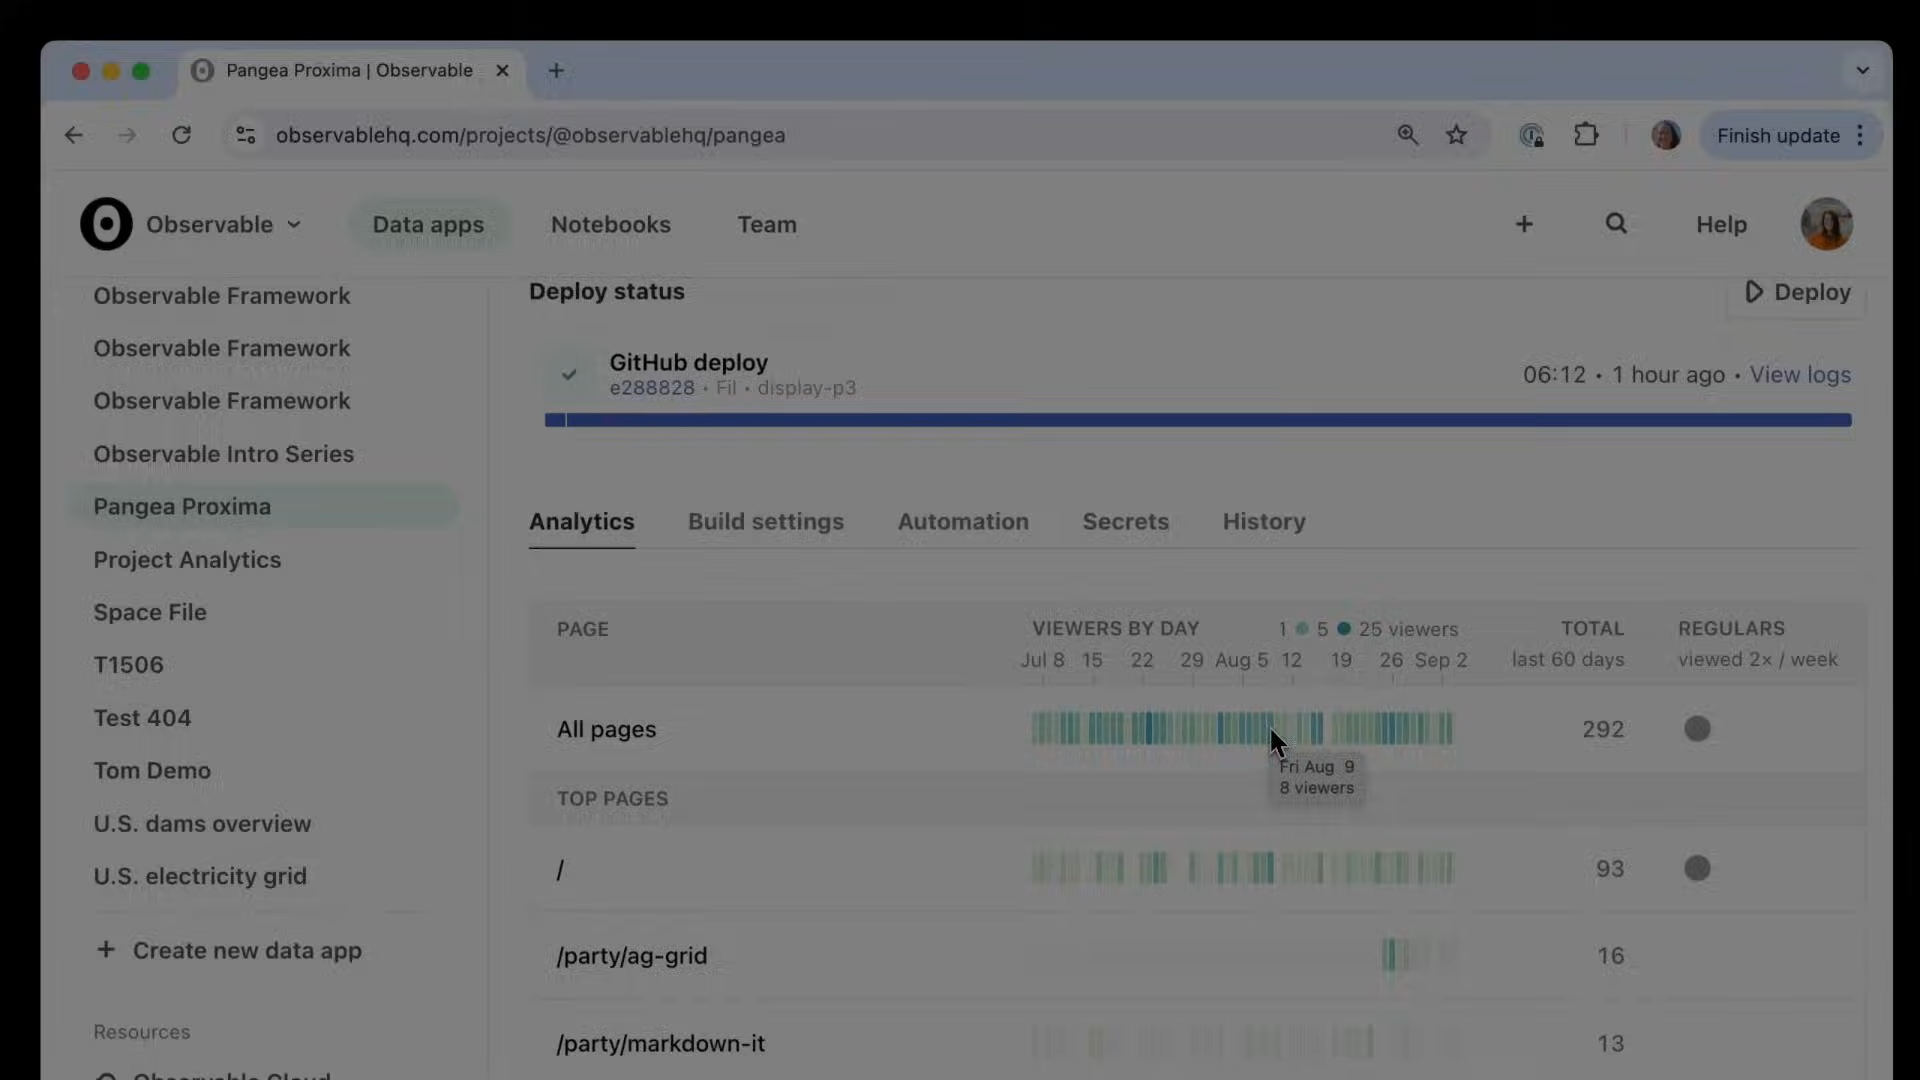 Pangea Proxima | Observable
observablehq.com/projects/@observablehq/pangea
Finish update
Observable
Data apps
Notebooks
Team
Help
Observable Framework
Observable Framework
Observable Framework
Observable Intro Series
Pangea Proxima
Project Analytics
Space File
T1506
Test 404
Tom Demo
U.S. dams overview
U.S. electricity grid
+ Create new data app
Resources
Observable Cloud
Deploy status
Deploy
GitHub deploy
e288828 · Fil · display-p3
06:12 · 1 hour ago · View logs
Analytics
Build settings
Automation
Secrets
History
PAGE
VIEWERS BY DAY
1 5 25 viewers
TOTAL
REGULARS
Jul 8 15 22 29 Aug 5 12 19 26 Sep 2
last 60 days
viewed 2× / week
All pages
292
Fri Aug 9
8 viewers
TOP PAGES
/
93
/party/ag-grid
16
/party/markdown-it
13